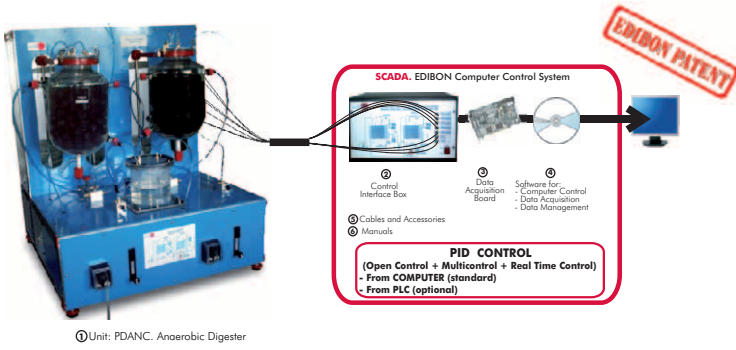 EDIBON PATENT
SCADA. EDIBON Computer Control System
2
Control
Interface Box
3
Data
Acquisition
Board
4
Software for:
- Computer Control
- Data Acquisition
- Data Management
5 Cables and Accessories
6 Manuals
PID CONTROL
(Open Control + Multicontrol + Real Time Control)
- From COMPUTER (standard)
- From PLC (optional)
1 Unit: PDANC. Anaerobic Digester